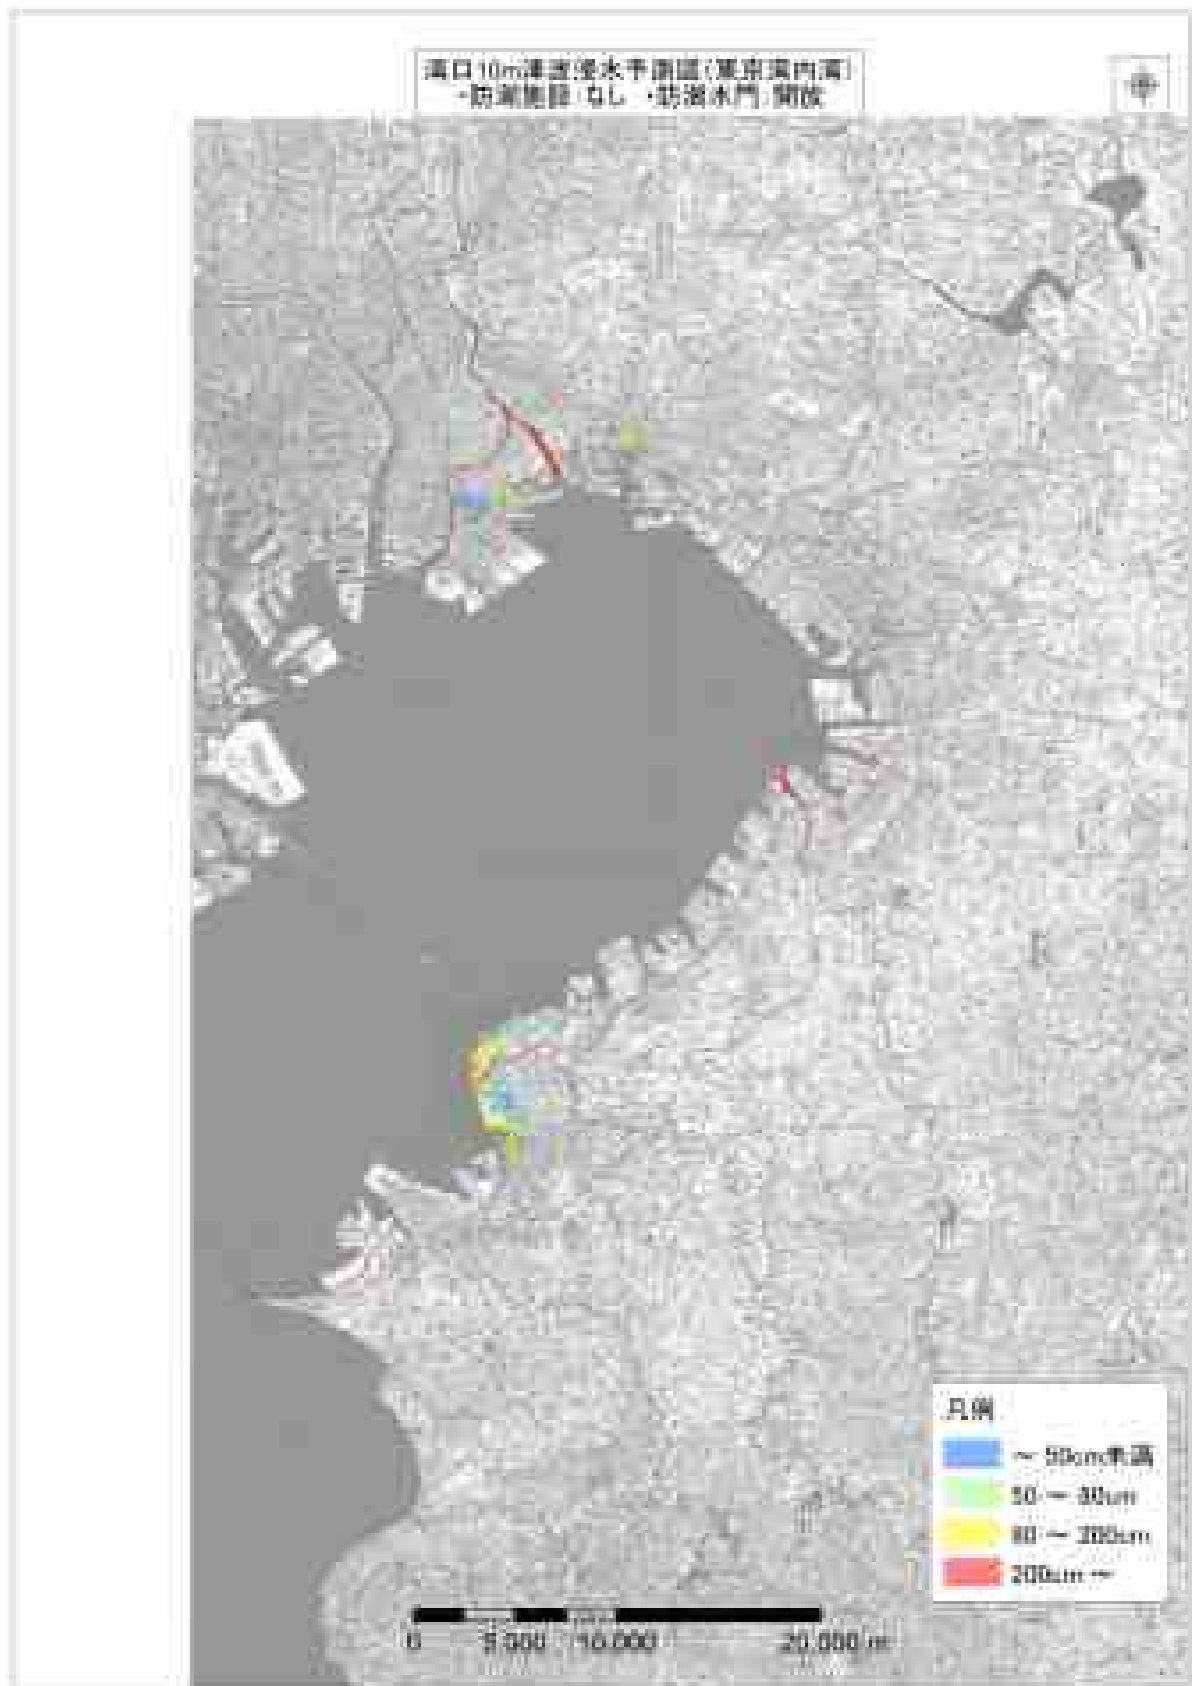 湾口10m津波浸水予測図(東京湾内湾)
・防潮施設:なし ・防潮水門:開放
凡例
～ 50cm未満
50 ～ 80cm
80 ～ 200cm
200cm ～
0 5,000 10,000 20,000 m